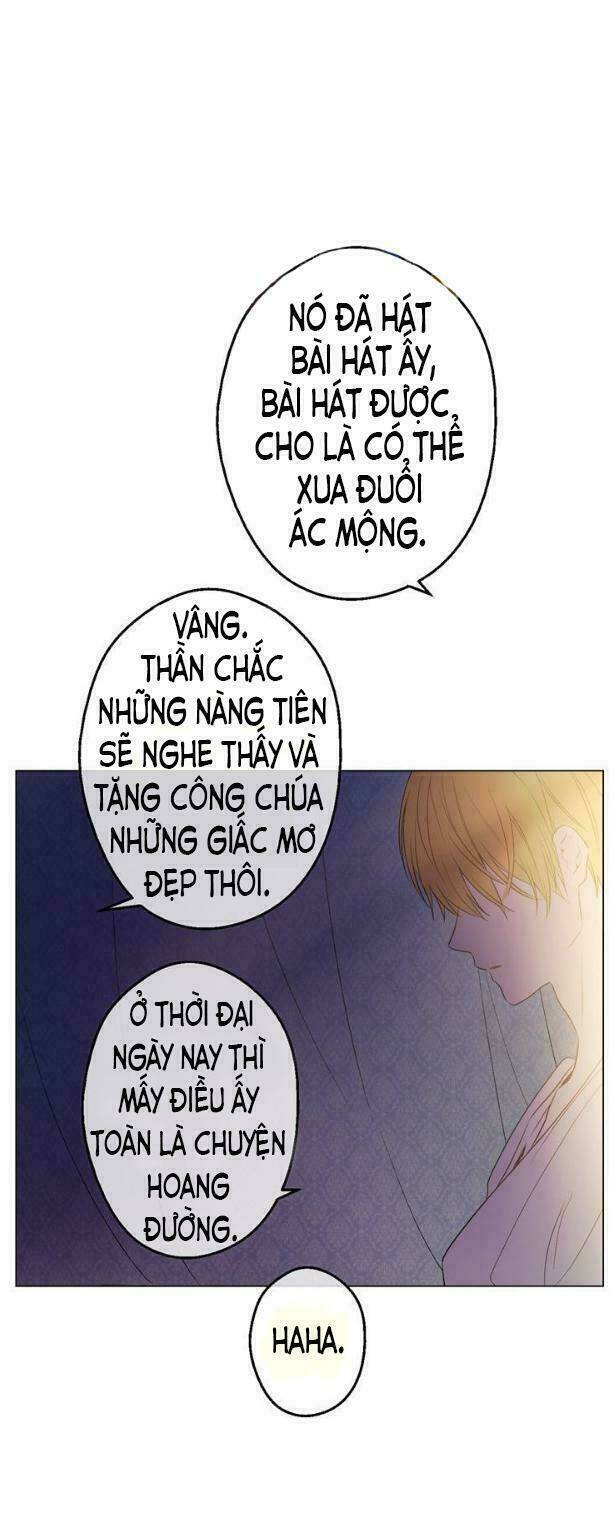 NÓ ĐÃ HÁT
BÀI HÁT ẤY,
BÀI HÁT ĐƯỢC
CHO LÀ CÓ THỂ
XUA ĐUỔI
ÁC MỘNG.
VÂNG.
THẦN CHẮC
NHỮNG NÀNG TIÊN
SẼ NGHE THẤY VÀ
TẶNG CÔNG CHÚA
NHỮNG GIẤC MƠ
ĐẸP THÔI.
Ở THỜI ĐẠI
NGÀY NAY THÌ
MẤY ĐIỀU ẤY
TOÀN LÀ CHUYỆN
HOANG
ĐƯỜNG.
HAHA.